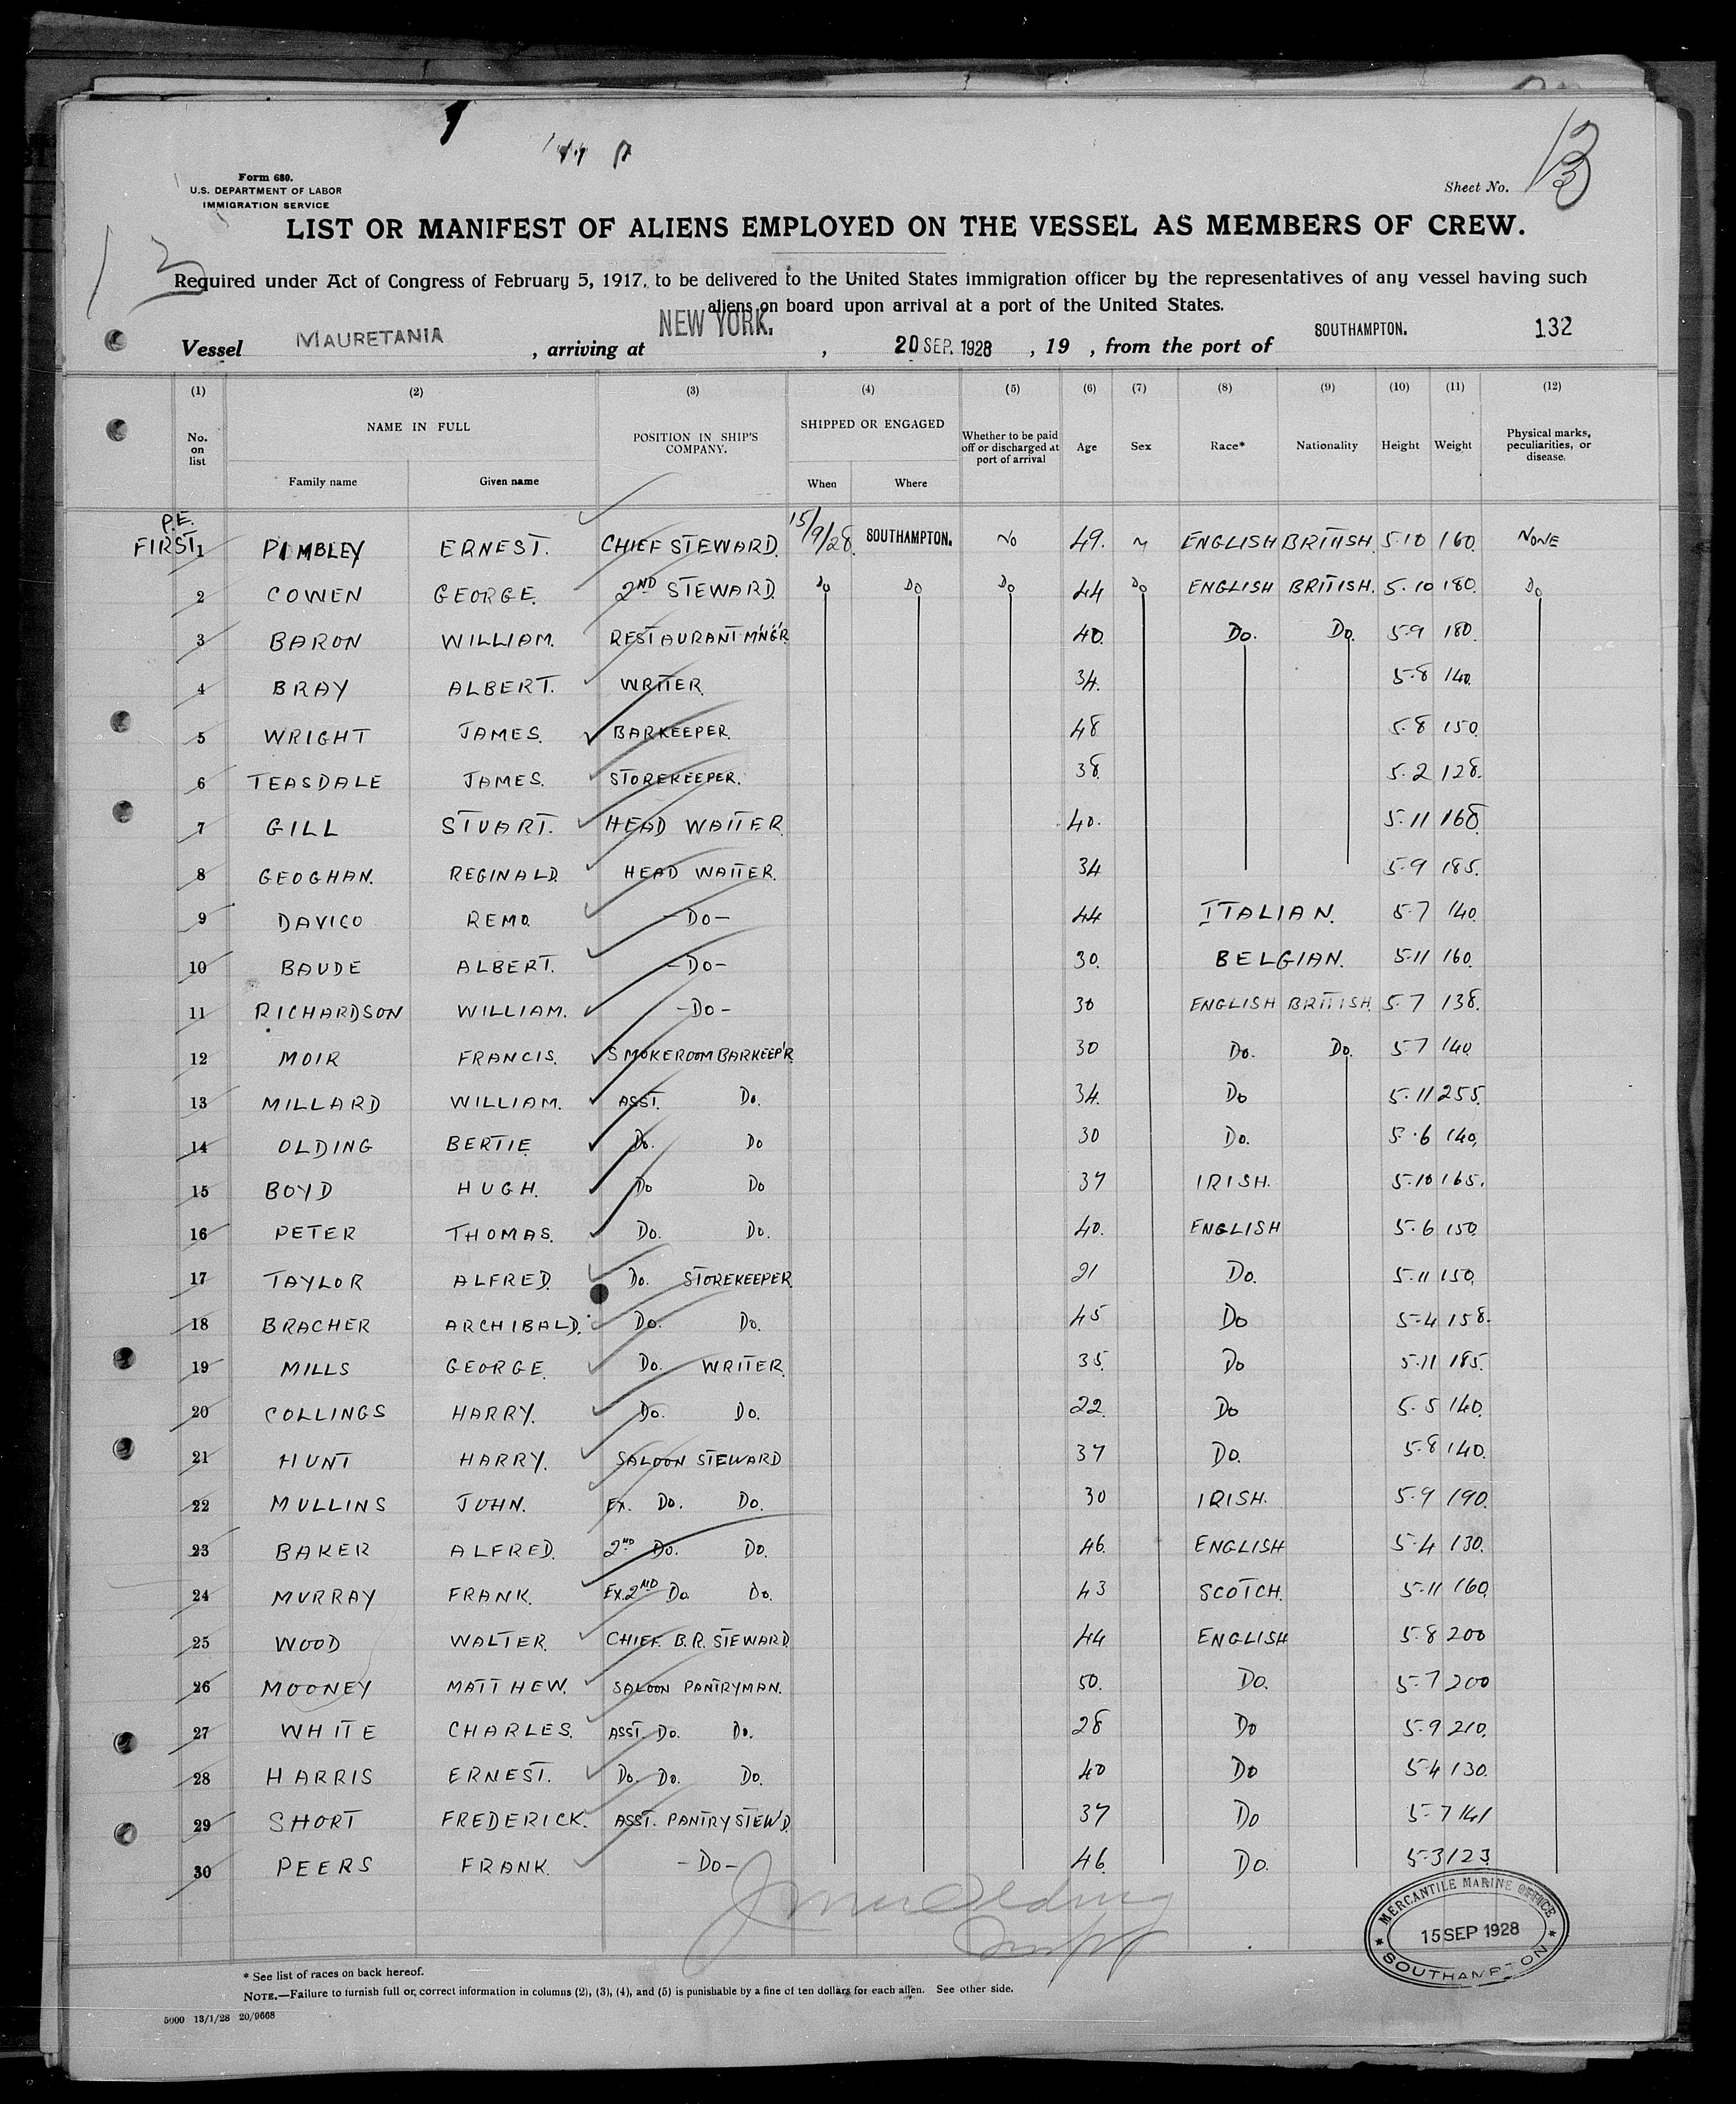 Form 680.
U.S. DEPARTMENT OF LABOR
IMMIGRATION SERVICE
Sheet No. 13
LIST OR MANIFEST OF ALIENS EMPLOYED ON THE VESSEL AS MEMBERS OF CREW.
13
Required under Act of Congress of February 5, 1917, to be delivered to the United States immigration officer by the representatives of any vessel having such
aliens on board upon arrival at a port of the United States.
Vessel MAURETANIA, arriving at NEW YORK., 20 SEP. 1928, 19 , from the port of SOUTHAMPTON. 132
(1) (2) (3) (4) (5) (6) (7) (8) (9) (10) (11) (12)
No. on list NAME IN FULL POSITION IN SHIP'S COMPANY. SHIPPED OR ENGAGED Whether to be paid off or discharged at port of arrival Age Sex Race* Nationality Height Weight Physical marks, peculiarities, or disease.
Family name Given name When Where
P.E.
FIRST 1 PIMBLEY ERNEST. CHIEF STEWARD. 15/9/28. SOUTHAMPTON. NO 49. M ENGLISH BRITISH. 5.10 160. NONE
2 COWEN GEORGE. 2ND STEWARD. Do Do Do 44 Do ENGLISH BRITISH. 5.10 180. Do
3 BARON WILLIAM. RESTAURANT M'N'G'R. 40. Do. Do. 5.9 180.
4 BRAY ALBERT. WRITER. 34. 5.8 140.
5 WRIGHT JAMES. BARKEEPER. 48 5.8 150.
6 TEASDALE JAMES. STOREKEEPER. 38. 5.2 128.
7 GILL STUART. HEAD WAITER. 40. 5.11 168
8 GEOGHAN. REGINALD. HEAD WAITER. 34 5.9 185.
9 DAVICO REMO. -Do- 44 ITALIAN. 5.7 140.
10 BAUDE ALBERT. -Do- 30. BELGIAN. 5.11 160.
11 RICHARDSON WILLIAM. -Do- 30 ENGLISH BRITISH. 5.7 138.
12 MOIR FRANCIS. SMOKEROOM BARKEEP'R. 30 Do. Do. 5.7 140.
13 MILLARD WILLIAM. ASST. Do. 34. Do 5.11 255.
14 OLDING BERTIE. Do. Do 30 Do. 5.6 140.
15 BOYD HUGH. Do Do 37 IRISH. 5.10 165.
16 PETER THOMAS. Do. Do. 40. ENGLISH 5.6 150.
17 TAYLOR ALFRED. Do. STOREKEEPER. 21 Do. 5.11 150.
18 BRACHER ARCHIBALD. Do. Do. 45 Do 5.4 158.
19 MILLS GEORGE. Do. WRITER. 35. Do 5.11 185.
20 COLLINGS HARRY. Do. Do. 22. Do 5.5 140.
21 HUNT HARRY. SALOON STEWARD 37 Do. 5.8 140.
22 MULLINS JOHN. EX. Do. Do. 30 IRISH. 5.9 190.
23 BAKER ALFRED. 2ND Do. Do. 46. ENGLISH 5.4 130.
24 MURRAY FRANK. EX.2ND Do. Do. 43 SCOTCH. 5.11 160.
25 WOOD WALTER. CHIEF B.R. STEWARD. 44 ENGLISH 5.8 200
26 MOONEY MATTHEW. SALOON PANTRYMAN. 50. Do. 5.7 200
27 WHITE CHARLES. ASST. Do. Do. 28 Do 5.9 210.
28 HARRIS ERNEST. Do. Do. Do. 40 Do 5.4 130.
29 SHORT FREDERICK. ASST. PANTRY STEW'D. 37 Do 5.7 141
30 PEERS FRANK. -Do- 46. Do. 5.3 123.
MERCANTILE MARINE OFFICE
15 SEP 1928
SOUTHAMPTON
* See list of races on back hereof.
NOTE.—Failure to furnish full or correct information in columns (2), (3), (4), and (5) is punishable by a fine of ten dollars for each alien. See other side.
5000 13/1/28 20/9668